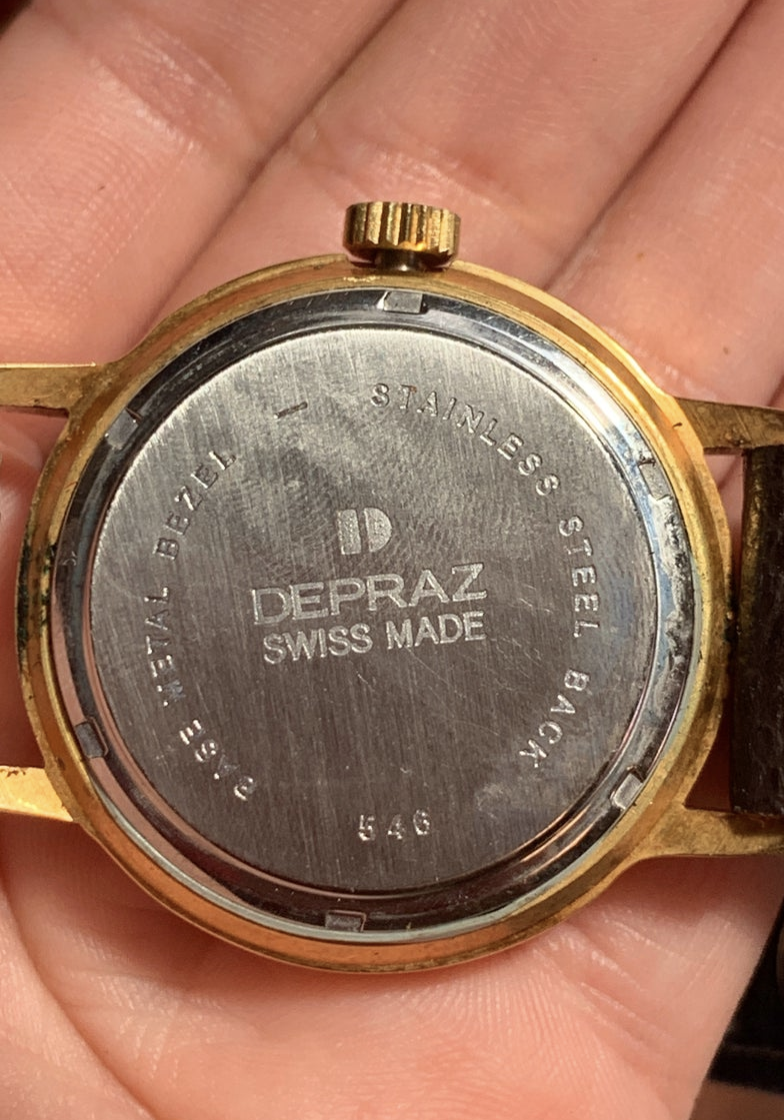 BASE METAL BEZEL – STAINLESS STEEL BACK
DEPRAZ
SWISS MADE
546